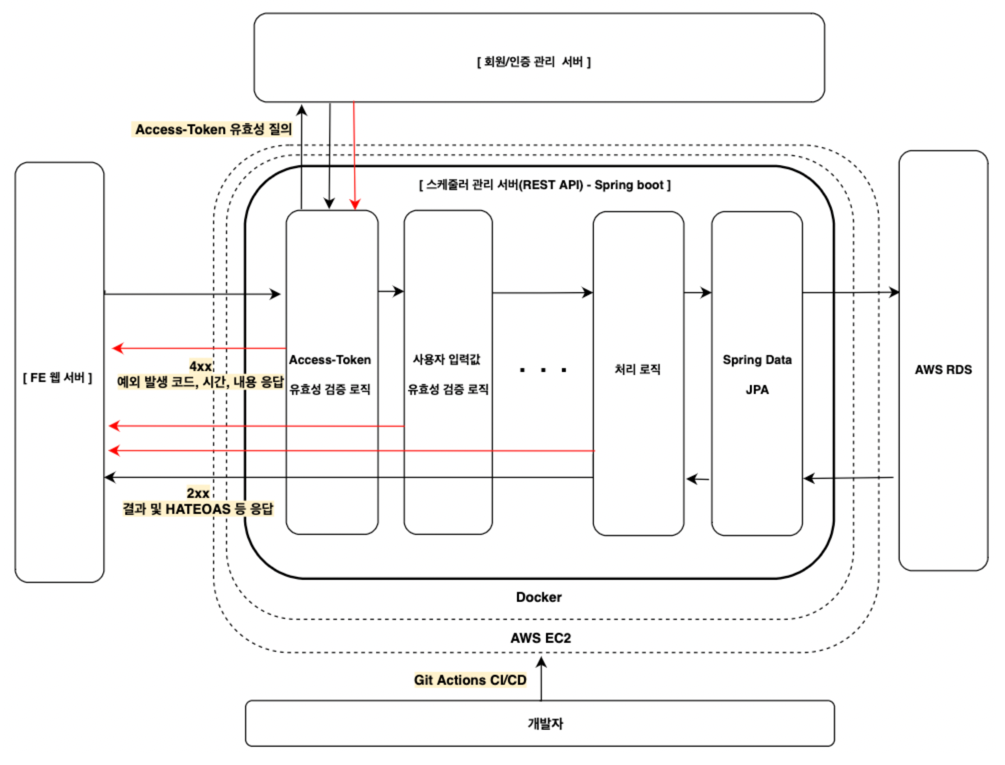 [ 회원/인증 관리 서버 ]
Access-Token 유효성 질의
[ 스케줄러 관리 서버(REST API) - Spring boot ]
[ FE 웹 서버 ]
4xx
예외 발생 코드, 시간, 내용 응답
2xx
결과 및 HATEOAS 등 응답
Access-Token
유효성 검증 로직
사용자 입력값
유효성 검증 로직
· · ·
처리 로직
Spring Data
JPA
AWS RDS
Docker
AWS EC2
Git Actions CI/CD
개발자